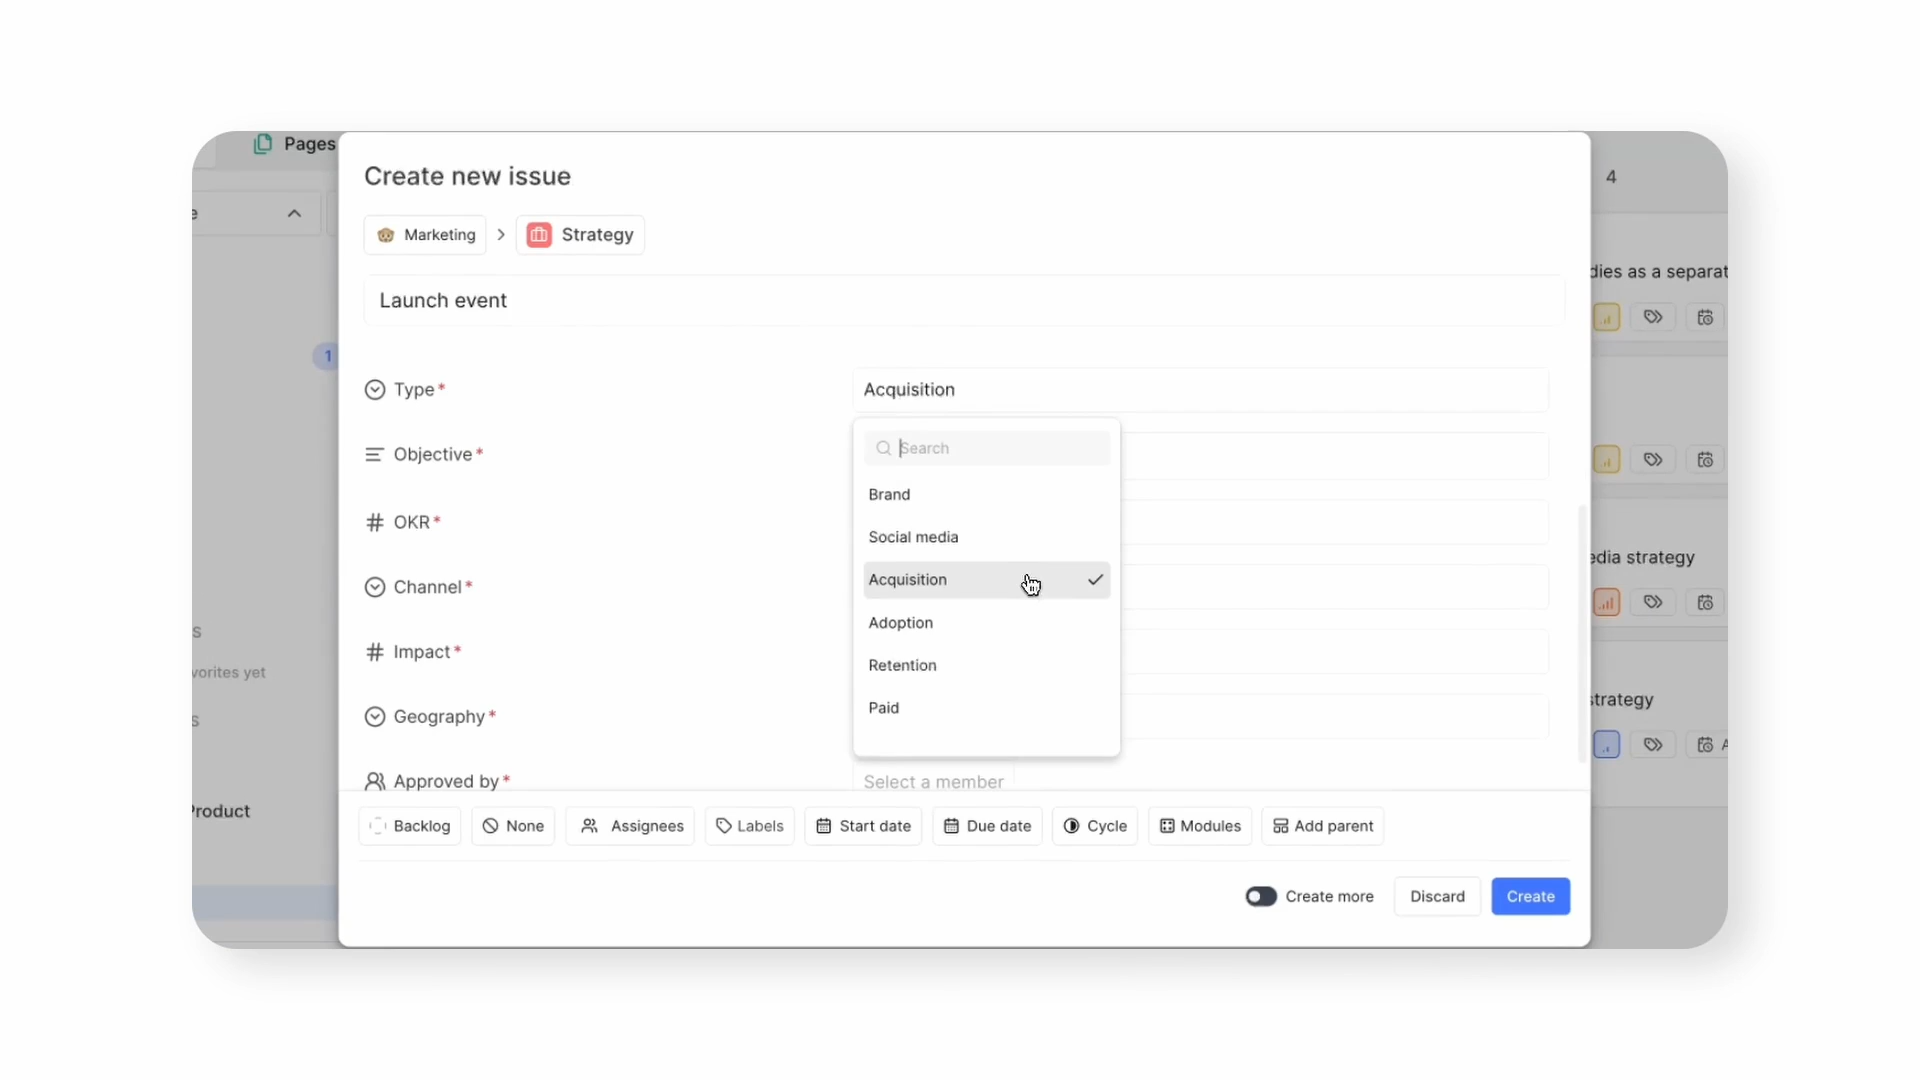 Pages
Create new issue
4
e
Marketing > Strategy
dies as a separat
Launch event
1
Type*
Acquisition
Search
Objective*
Brand
OKR*
Social media
edia strategy
Acquisition
Channel*
Adoption
s
Impact*
Retention
vorites yet
strategy
Paid
Geography*
s
A
Approved by*
Select a member
Product
Backlog
None
Assignees
Labels
Start date
Due date
Cycle
Modules
Add parent
Create more
Discard
Create